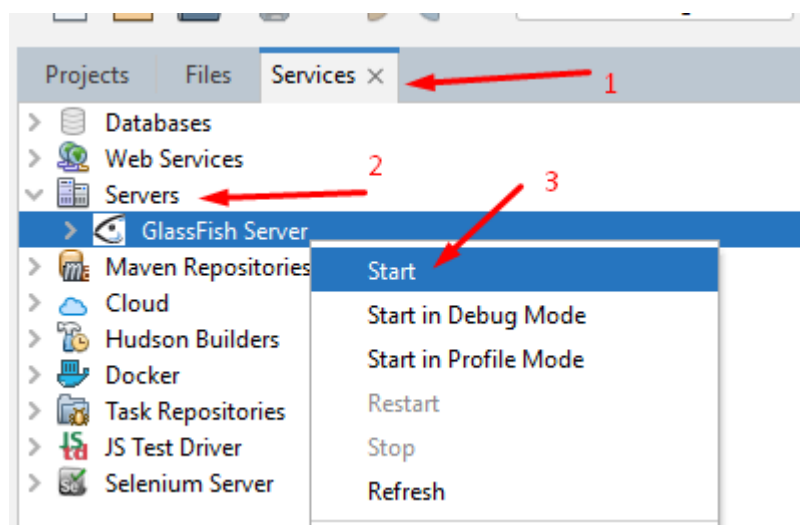 Projects Files Services × 1
Databases
Web Services 2
Servers 3
GlassFish Server
Maven Repositories Start
Cloud Start in Debug Mode
Hudson Builders Start in Profile Mode
Docker
Task Repositories Restart
JS Test Driver Stop
Selenium Server Refresh